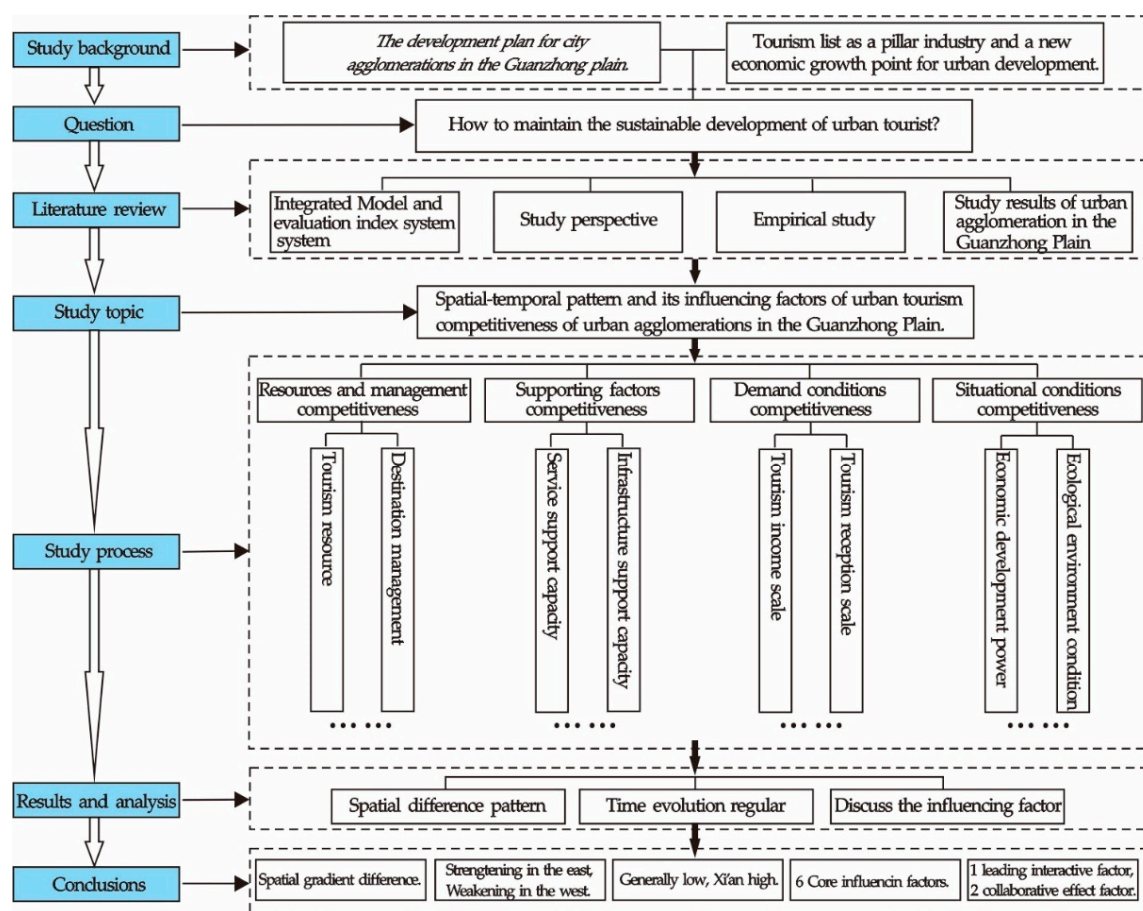 Study background
The development plan for city
agglomerations in the Guanzhong plain.
Tourism list as a pillar industry and a new
economic growth point for urban development.
Question
How to maintain the sustainable development of urban tourist?
Literature review
Integrated Model and
evaluation index system
system
Study perspective
Empirical study
Study results of urban
agglomeration in the
Guanzhong Plain
Study topic
Spatial-temporal pattern and its influencing factors of urban tourism
competitiveness of urban agglomerations in the Guanzhong Plain.
Study process
Resources and management
competitiveness
Supporting factors
competitiveness
Demand conditions
competitiveness
Situational conditions
competitiveness
Tourism resource
Destination management
Service support capacity
Infrastructure support capacity
Tourism income scale
Tourism reception scale
Economic development power
Ecological environment condition
•••  •••
•••  •••
•••  •••
•••  •••
Results and analysis
Spatial difference pattern
Time evolution regular
Discuss the influencing factor
Conclusions
Spatial gradient difference.
Strengtening in the east,
Weakening in the west.
Generally low, Xi'an high.
6 Core influencin factors.
1 leading interactive factor,
2 collaborative effect factor.